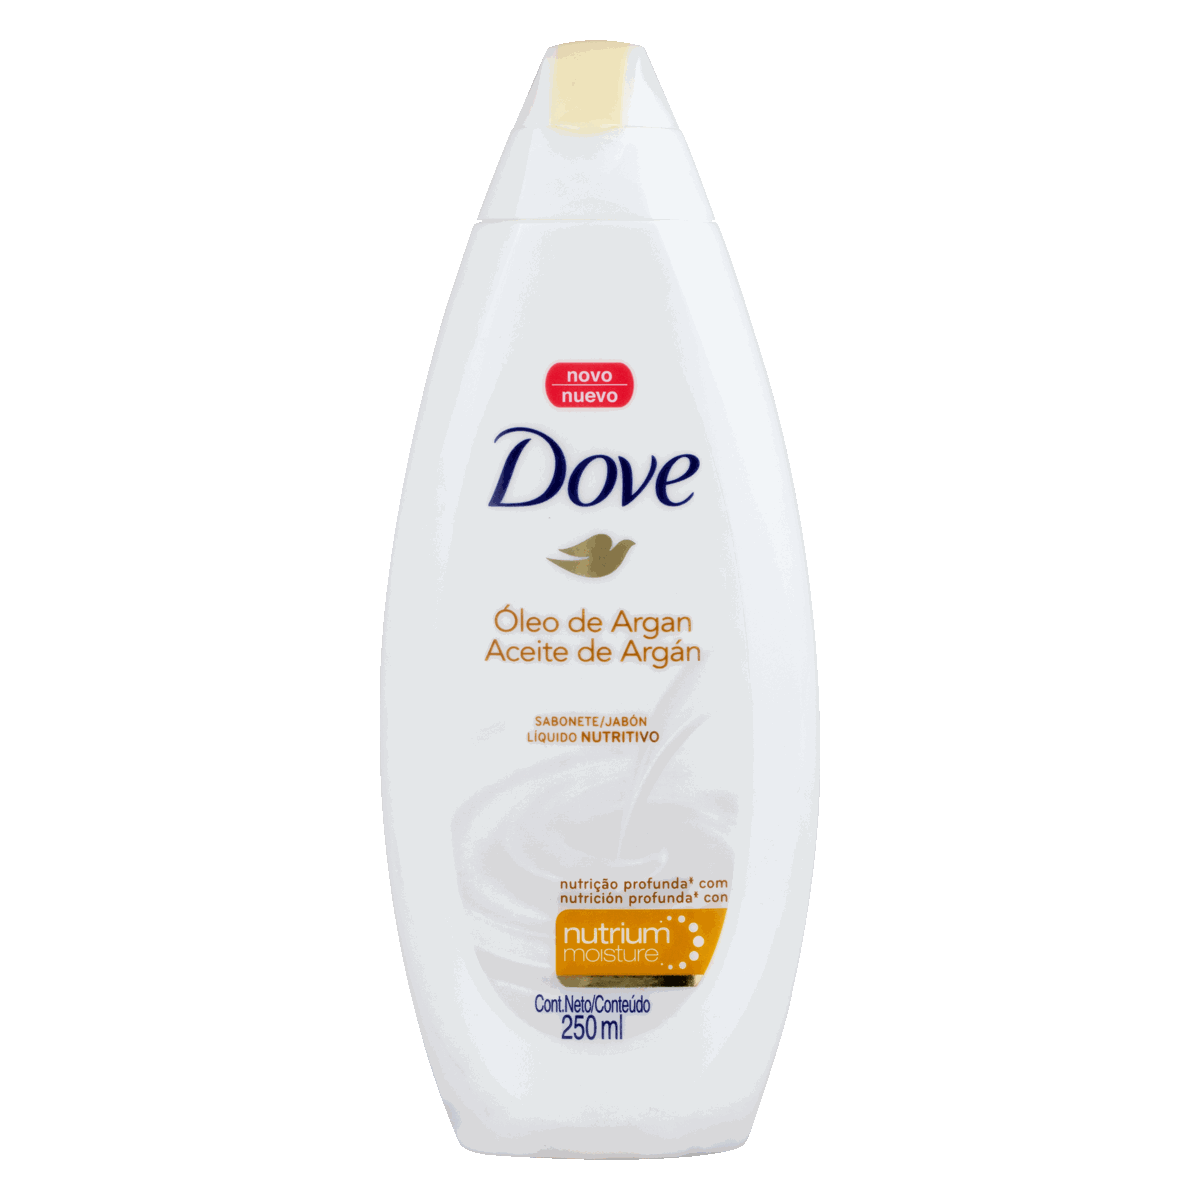 novo
nuevo
Dove
Óleo de Argan
Aceite de Argán
SABONETE/JABÓN
LÍQUIDO NUTRITIVO
nutrição profunda* com
nutrición profunda* con
nutrium
moisture
Cont.Neto/Conteúdo
250 ml